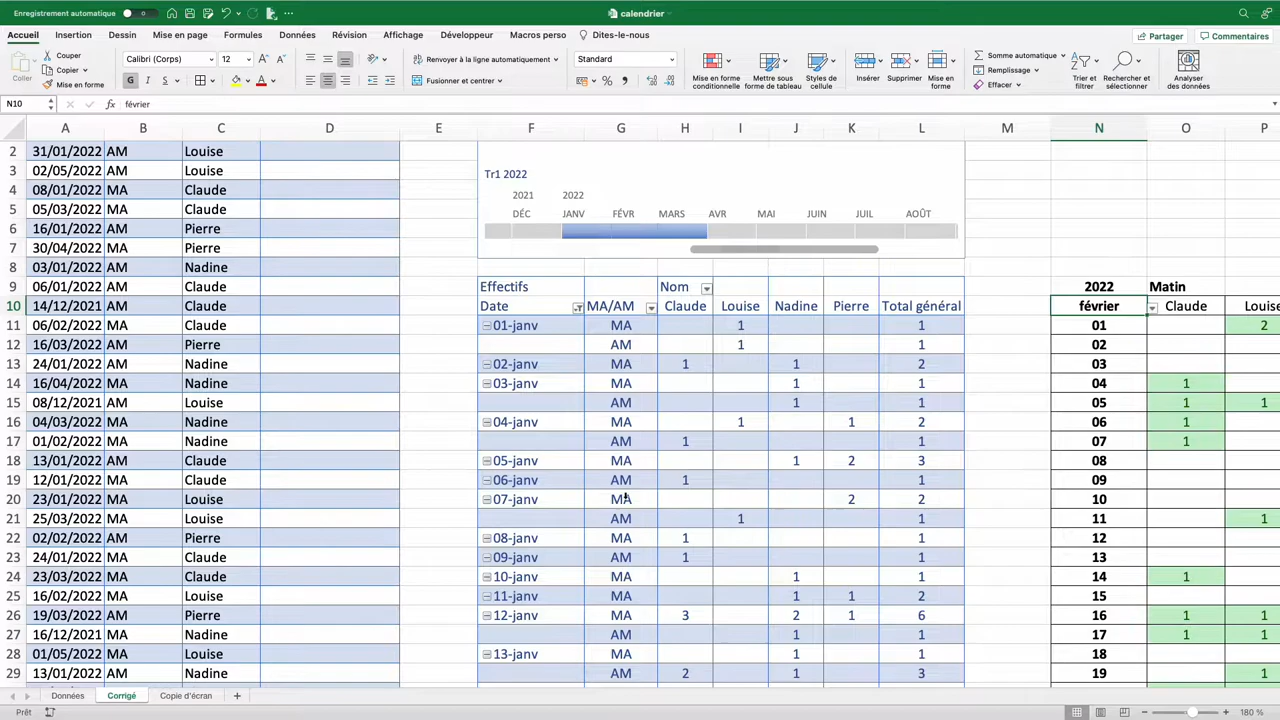 Enregistrement automatique
calendrier
Accueil Insertion Dessin Mise en page Formules Données Révision Affichage Développeur Macros perso Dites-le-nous
Partager Commentaires
Coller
Couper
Copier
Mise en forme
Calibri (Corps) 12
G I S
Renvoyer à la ligne automatiquement
Fusionner et centrer
Standard
Mise en forme conditionnelle
Mettre sous forme de tableau
Styles de cellule
Insérer
Supprimer
Mise en forme
Somme automatique
Remplissage
Effacer
Trier et filtrer
Rechercher et sélectionner
Analyser des données
N10 fx février
A B C D E F G H I J K L M N O P
2 31/01/2022 AM Louise
3 02/05/2022 AM Louise Tr1 2022
4 08/01/2022 MA Claude 2021 2022
5 05/03/2022 MA Claude DÉC JANV FÉVR MARS AVR MAI JUIN JUIL AOÛT
6 16/01/2022 AM Pierre
7 30/04/2022 MA Pierre
8 03/01/2022 AM Nadine
9 06/01/2022 AM Claude Effectifs Nom 2022 Matin
10 14/12/2021 AM Claude Date MA/AM Claude Louise Nadine Pierre Total général février Claude Louise
11 06/02/2022 MA Claude 01-janv MA 1 1 01 2
12 16/03/2022 AM Pierre AM 1 1 02
13 24/01/2022 AM Nadine 02-janv MA 1 1 2 03
14 16/04/2022 AM Nadine 03-janv MA 1 1 04 1
15 08/12/2021 AM Louise AM 1 1 05 1 1
16 04/03/2022 MA Nadine 04-janv MA 1 1 2 06 1
17 01/02/2022 AM Nadine AM 1 1 07 1
18 13/01/2022 AM Claude 05-janv MA 1 2 3 08
19 12/01/2022 MA Claude 06-janv AM 1 1 09
20 23/01/2022 AM Louise 07-janv MA 2 2 10
21 25/03/2022 MA Louise AM 1 1 11 1
22 02/02/2022 MA Pierre 08-janv MA 1 1 12
23 24/01/2022 AM Claude 09-janv AM 1 1 13
24 23/03/2022 MA Claude 10-janv MA 1 1 14 1
25 16/02/2022 MA Louise 11-janv MA 1 1 2 15
26 19/03/2022 MA Pierre 12-janv MA 3 2 1 6 16 1 1
27 16/12/2021 MA Nadine AM 1 1 17 1 1
28 01/05/2022 MA Louise 13-janv MA 1 1 18
29 13/01/2022 AM Nadine AM 2 1 3 19 1
Données Corrigé Copie d'écran
Prêt 180 %